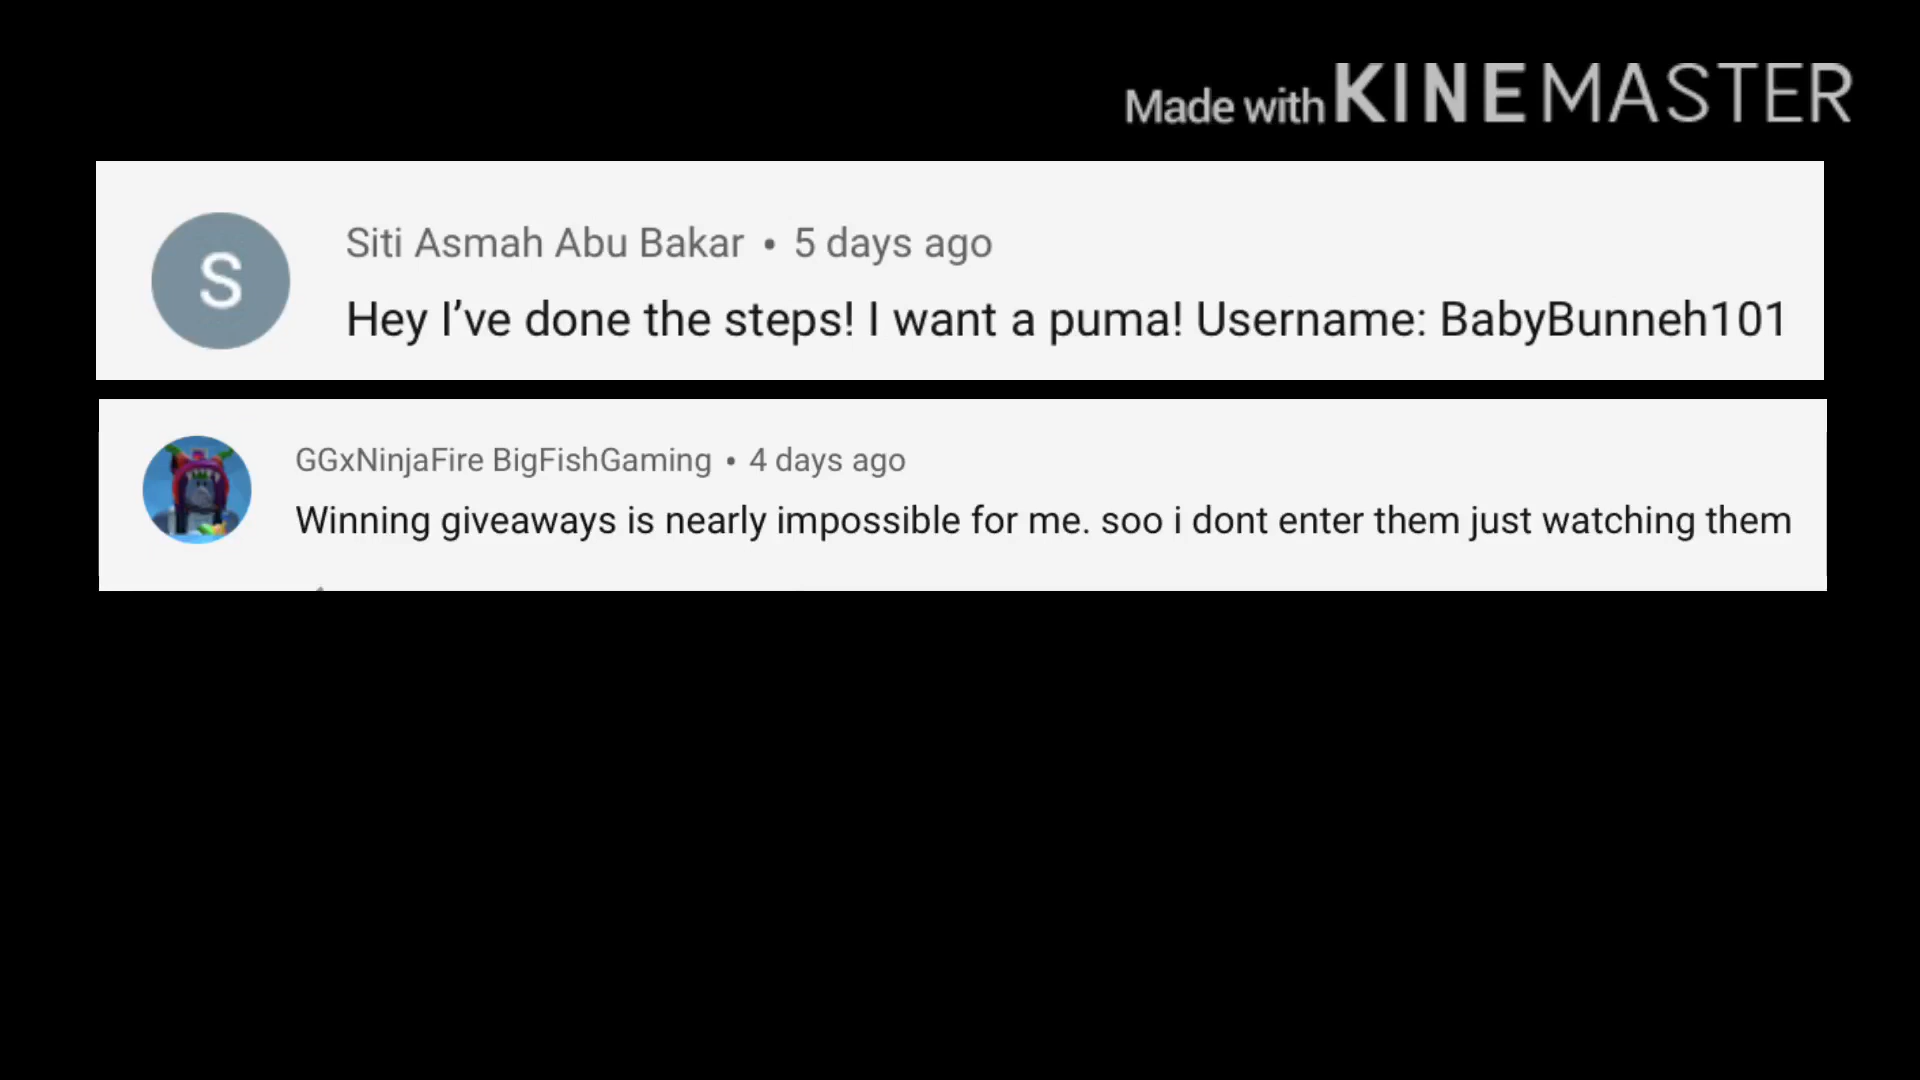 Made with KINEMASTER
S
Siti Asmah Abu Bakar • 5 days ago
Hey I’ve done the steps! I want a puma! Username: BabyBunneh101
GGxNinjaFire BigFishGaming • 4 days ago
Winning giveaways is nearly impossible for me. soo i dont enter them just watching them